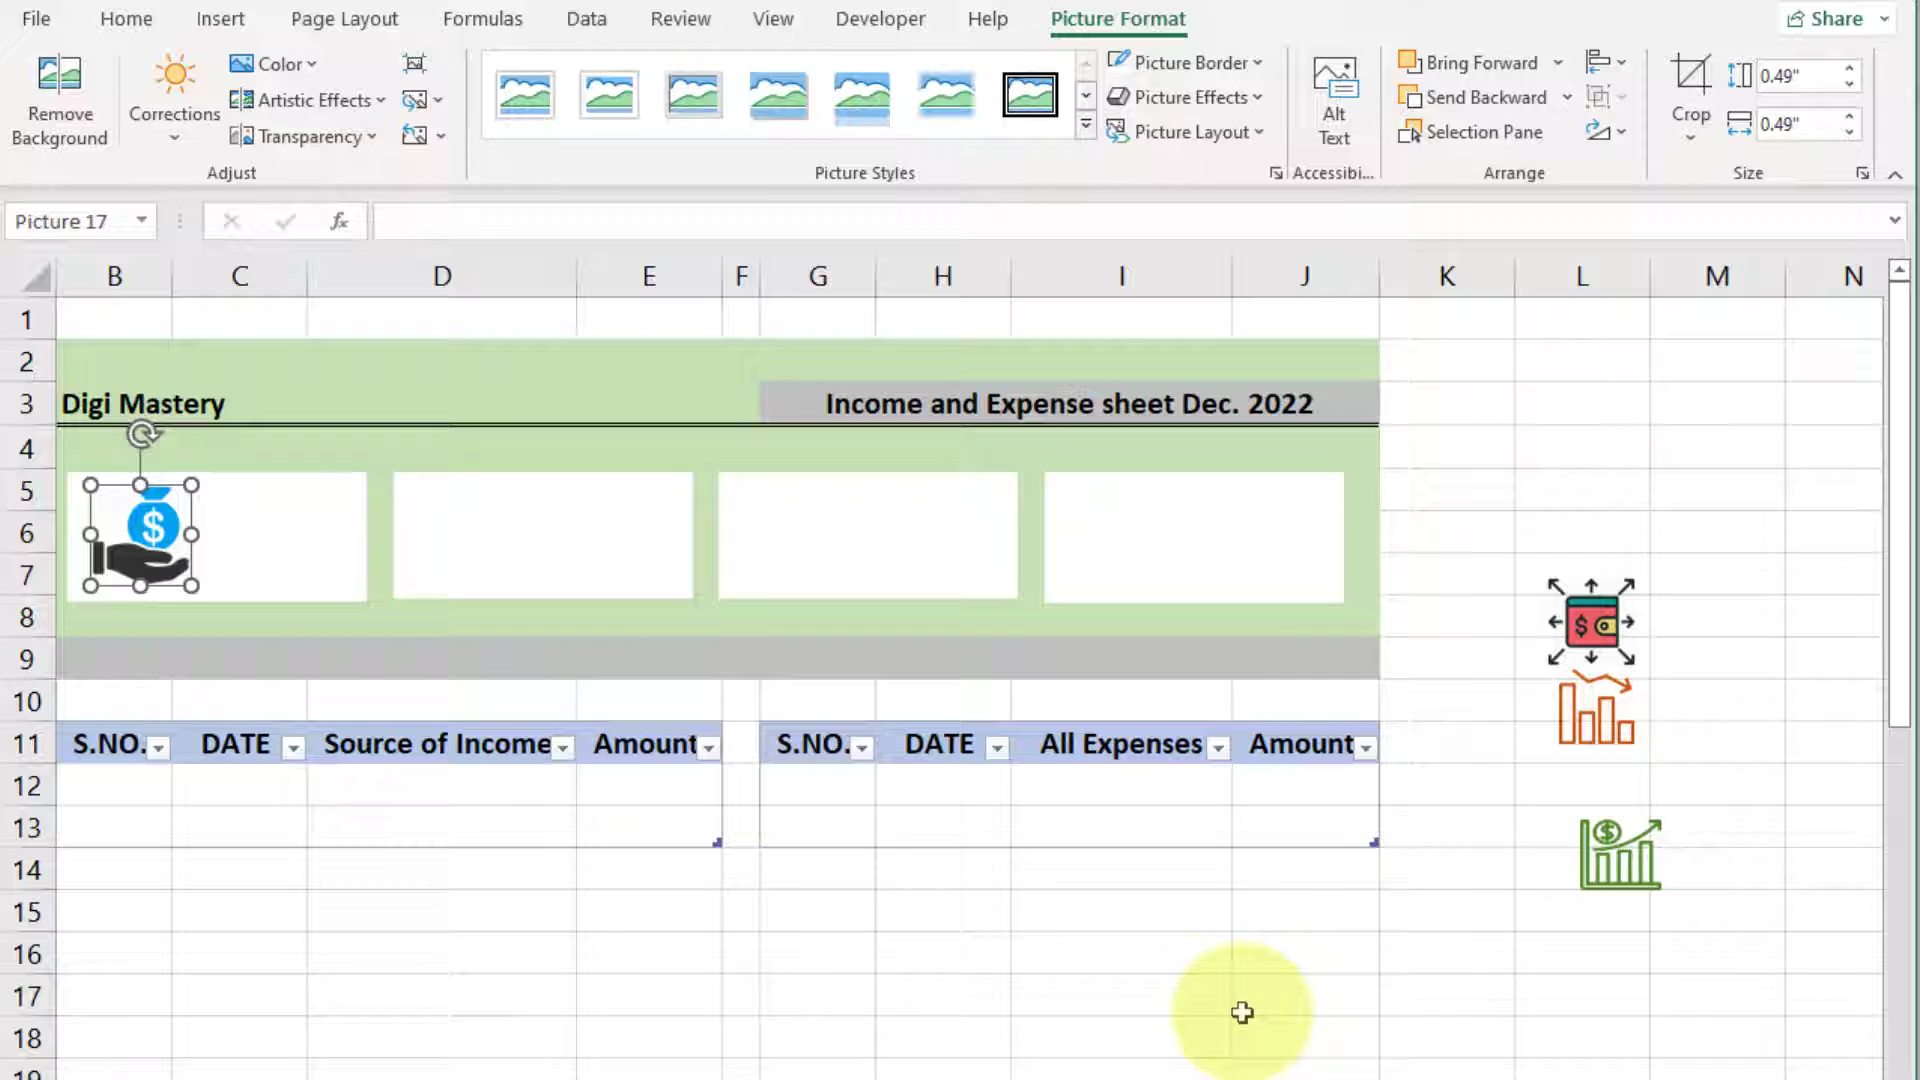 File Home Insert Page Layout Formulas Data Review View Developer Help Picture Format Share
Remove Background
Corrections
Color
Artistic Effects
Transparency
Adjust
Picture Styles
Picture Border
Picture Effects
Picture Layout
Alt Text
Accessibi...
Bring Forward
Send Backward
Selection Pane
Arrange
Crop
0.49"
0.49"
Size
Picture 17
fx
B C D E F G H I J K L M N
1
2
3 Digi Mastery Income and Expense sheet Dec. 2022
4
5
6 $
7
8 $
9
10
11 S.NO. DATE Source of Income Amount S.NO. DATE All Expenses Amount
12
13 $
14
15
16
17
18
19